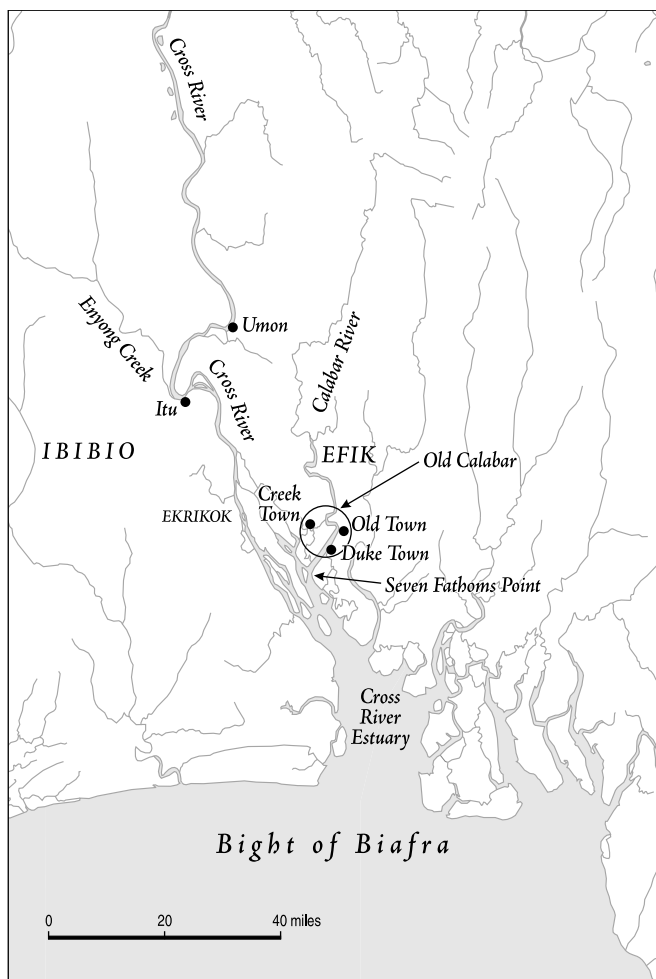 Cross River
Umon
Enyong Creek
Calabar River
Cross River
Itu
IBIBIO
EFIK
Old Calabar
Creek
Town
EKRIKOK
Old Town
Duke Town
Seven Fathoms Point
Cross
River
Estuary
Bight of Biafra
0 20 40 miles